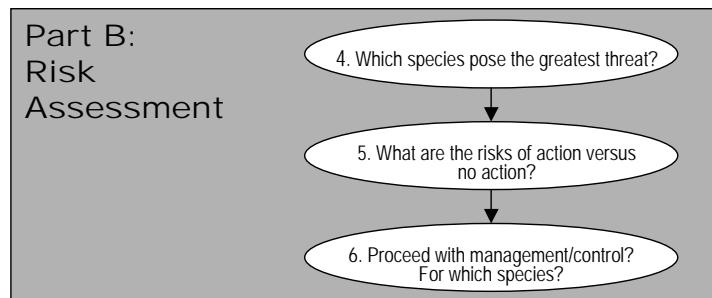 Part B:
Risk
Assessment
4. Which species pose the greatest threat?
5. What are the risks of action versus
no action?
6. Proceed with management/control?
For which species?